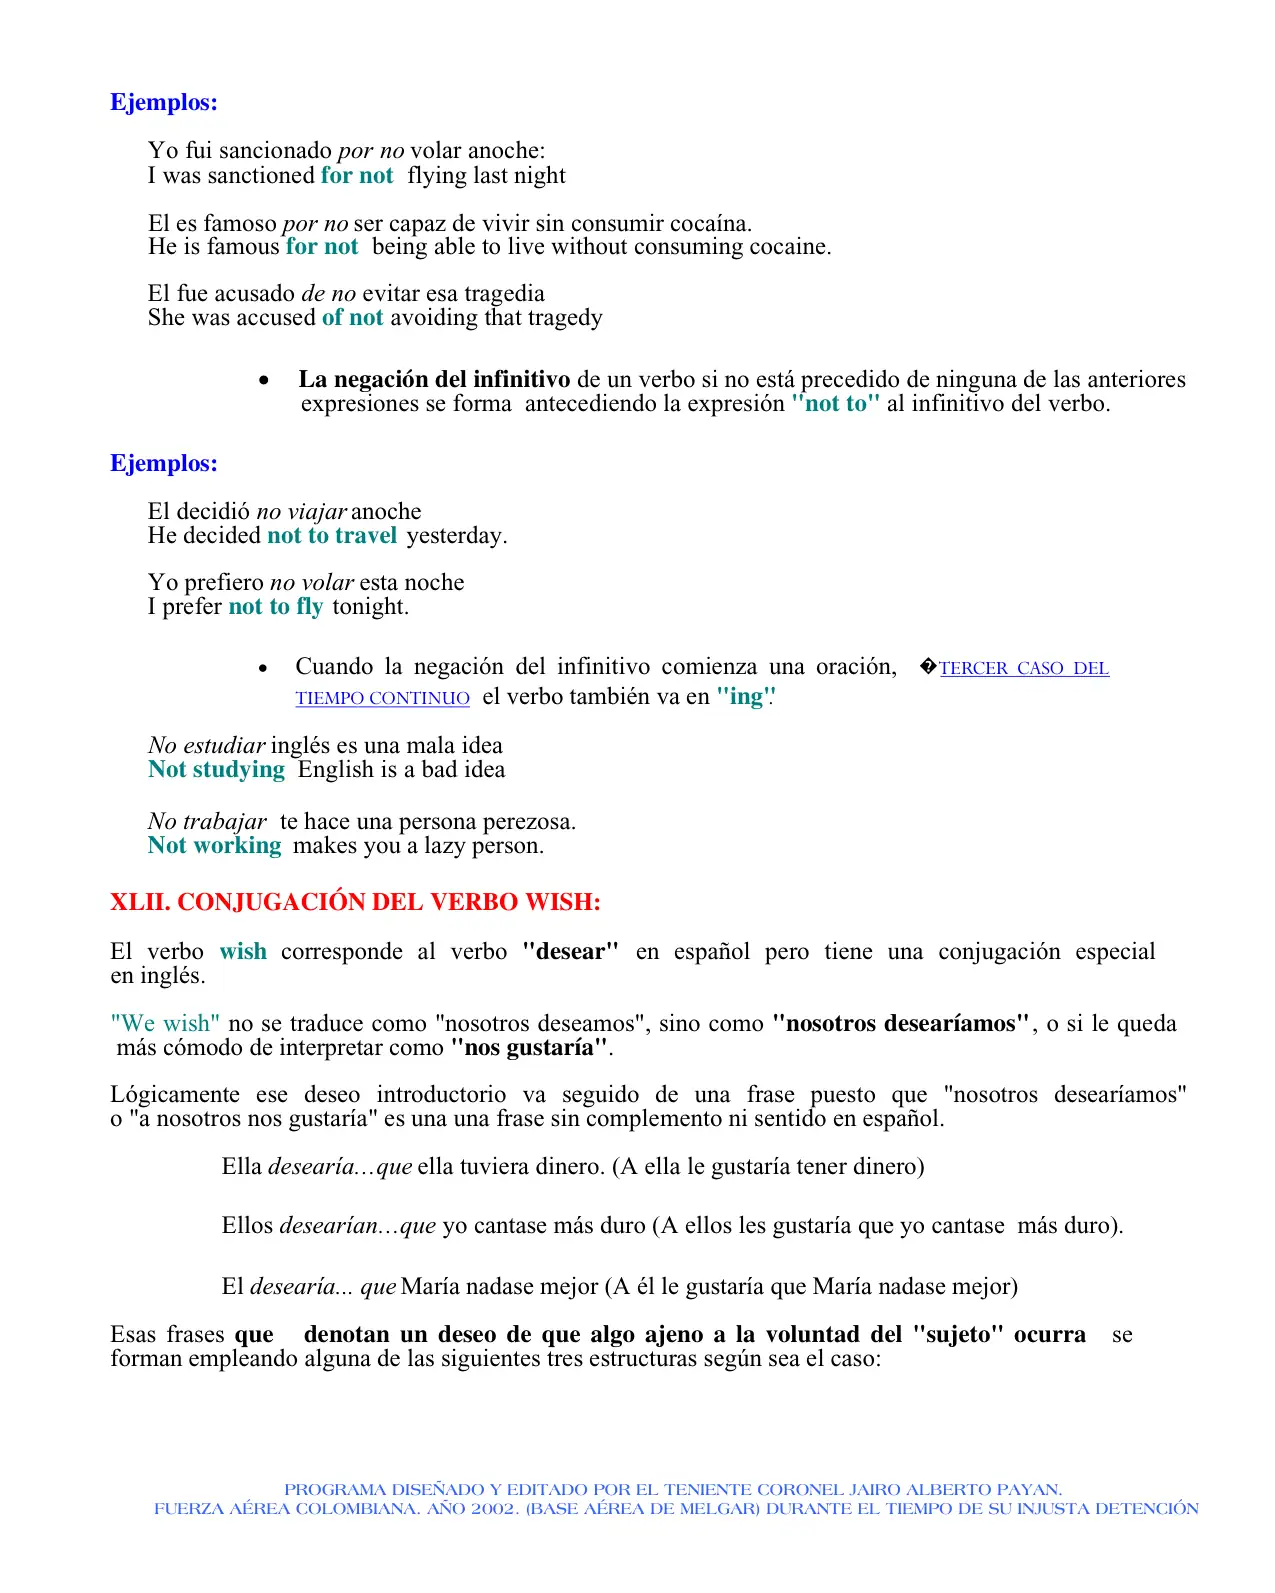 Ejemplos:
Yo fui sancionado por no volar anoche:
I was sanctioned for not flying last night
El es famoso por no ser capaz de vivir sin consumir cocaína.
He is famous for not being able to live without consuming cocaine.
El fue acusado de no evitar esa tragedia
She was accused of not avoiding that tragedy
• La negación del infinitivo de un verbo si no está precedido de ninguna de las anteriores
expresiones se forma antecediendo la expresión "not to" al infinitivo del verbo.
Ejemplos:
El decidió no viajar anoche
He decided not to travel yesterday.
Yo prefiero no volar esta noche
I prefer not to fly tonight.
• Cuando la negación del infinitivo comienza una oración, �TERCER CASO DEL
TIEMPO CONTINUO el verbo también va en "ing".
No estudiar inglés es una mala idea
Not studying English is a bad idea
No trabajar te hace una persona perezosa.
Not working makes you a lazy person.
XLII. CONJUGACIÓN DEL VERBO WISH:
El verbo wish corresponde al verbo "desear" en español pero tiene una conjugación especial
en inglés.
"We wish" no se traduce como "nosotros deseamos", sino como "nosotros desearíamos", o si le queda
más cómodo de interpretar como "nos gustaría".
Lógicamente ese deseo introductorio va seguido de una frase puesto que "nosotros desearíamos"
o "a nosotros nos gustaría" es una una frase sin complemento ni sentido en español.
Ella desearía…que ella tuviera dinero. (A ella le gustaría tener dinero)
Ellos desearían…que yo cantase más duro (A ellos les gustaría que yo cantase más duro).
El desearía... que María nadase mejor (A él le gustaría que María nadase mejor)
Esas frases que denotan un deseo de que algo ajeno a la voluntad del "sujeto" ocurra se
forman empleando alguna de las siguientes tres estructuras según sea el caso:
PROGRAMA DISEÑADO Y EDITADO POR EL TENIENTE CORONEL JAIRO ALBERTO PAYAN.
FUERZA AÉREA COLOMBIANA. AÑO 2002. (BASE AÉREA DE MELGAR) DURANTE EL TIEMPO DE SU INJUSTA DETENCIÓN